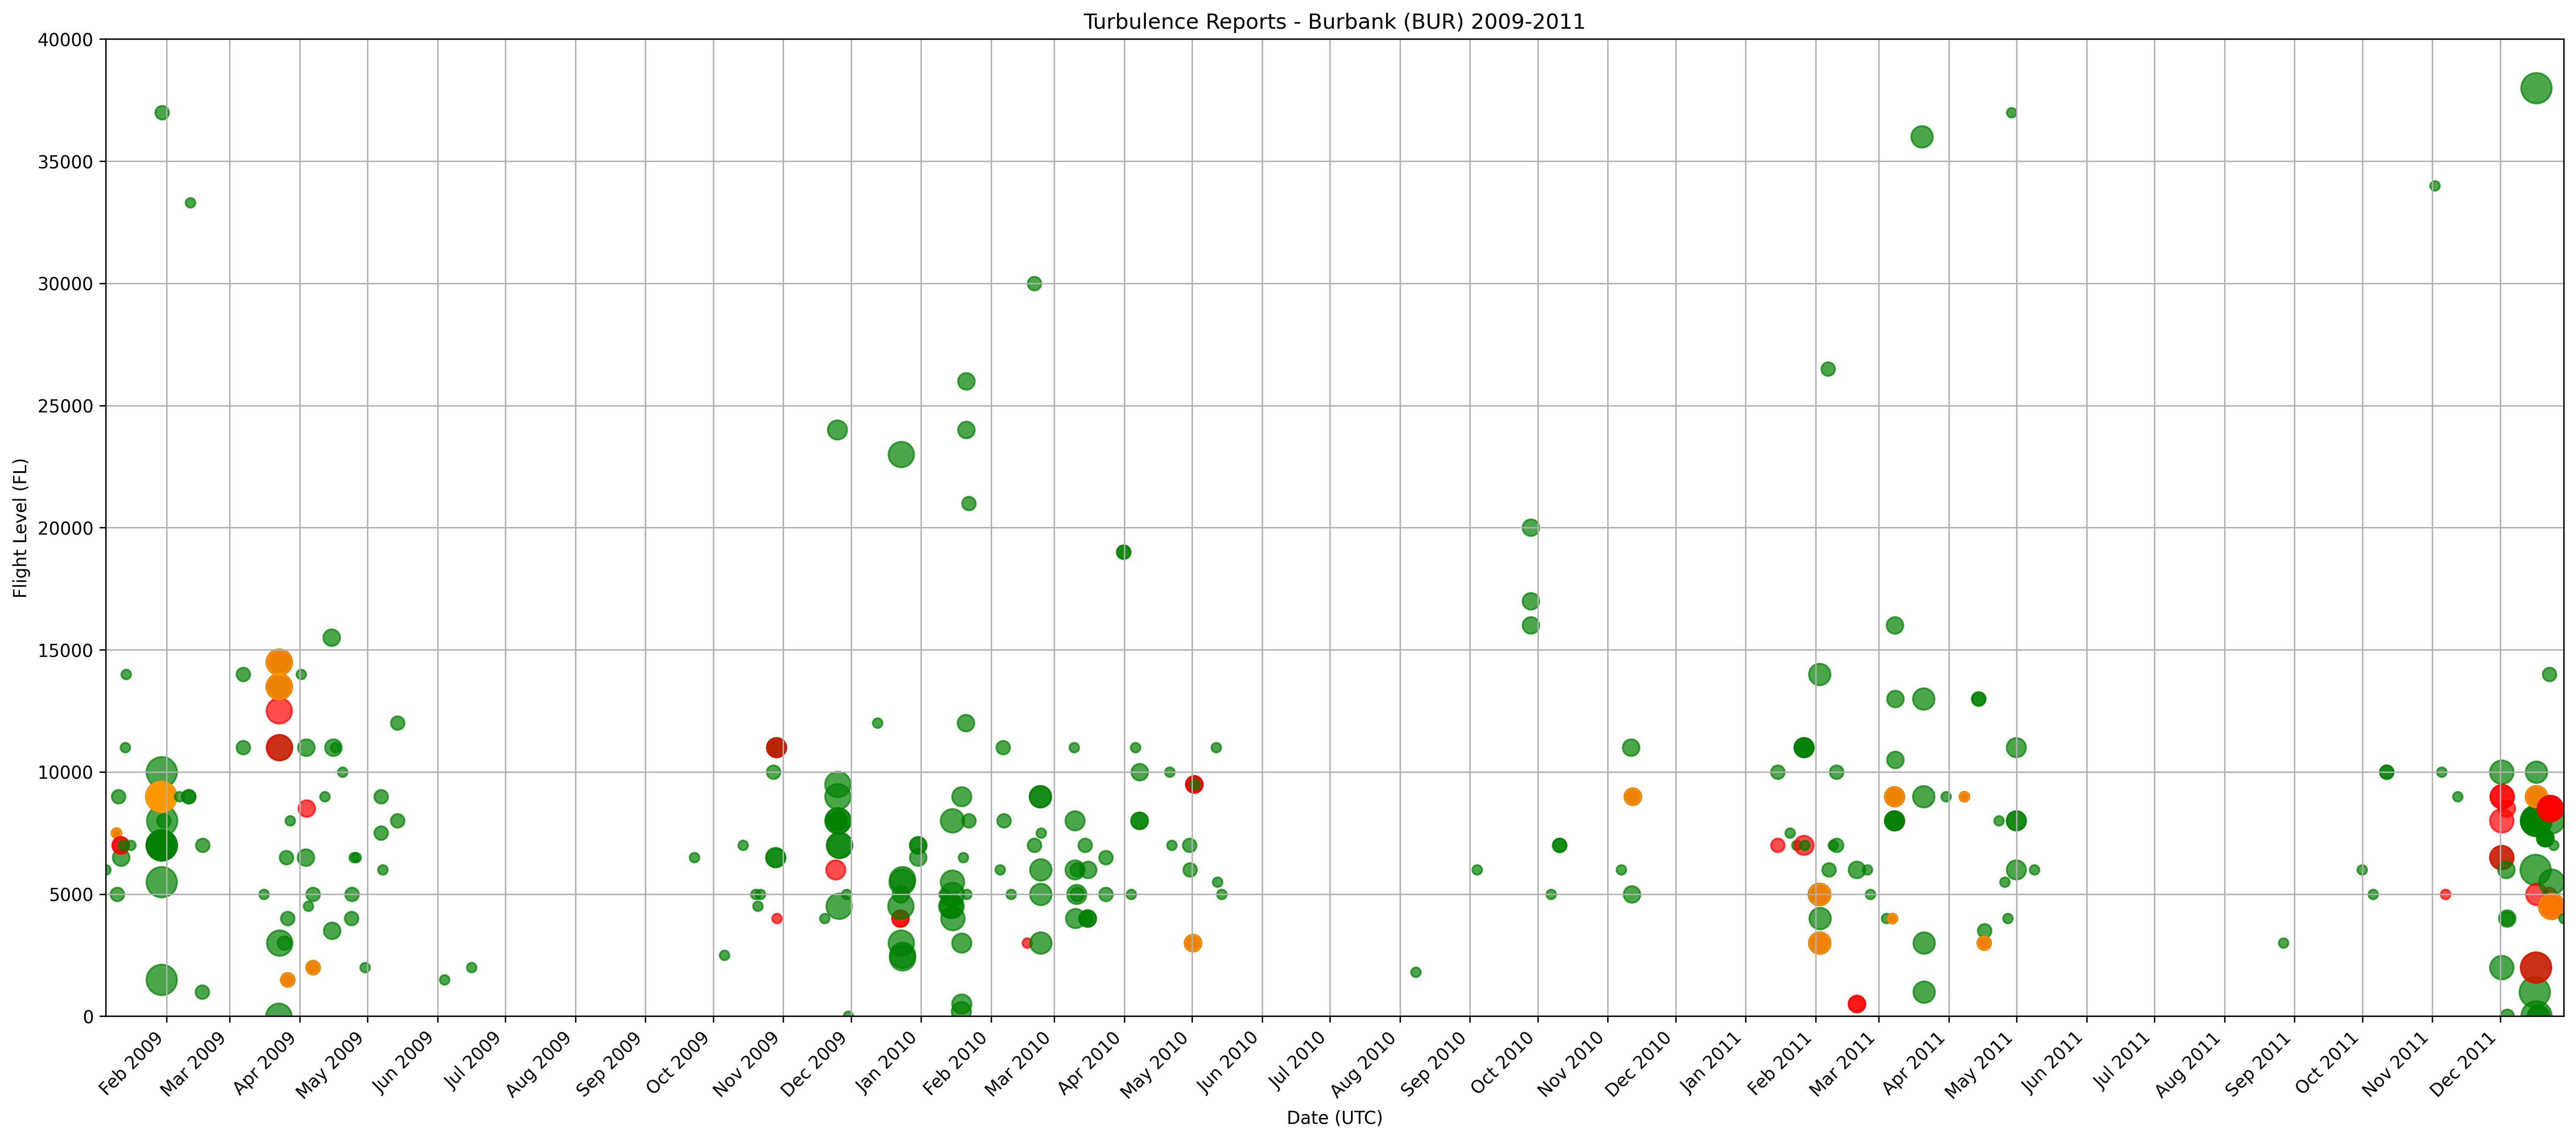 Turbulence Reports - Burbank (BUR) 2009-2011
40000
35000
30000
25000
20000
15000
10000
5000
0
Flight Level (FL)
Feb 2009
Mar 2009
Apr 2009
May 2009
Jun 2009
Jul 2009
Aug 2009
Sep 2009
Oct 2009
Nov 2009
Dec 2009
Jan 2010
Feb 2010
Mar 2010
Apr 2010
May 2010
Jun 2010
Jul 2010
Aug 2010
Sep 2010
Oct 2010
Nov 2010
Dec 2010
Jan 2011
Feb 2011
Mar 2011
Apr 2011
May 2011
Jun 2011
Jul 2011
Aug 2011
Sep 2011
Oct 2011
Nov 2011
Dec 2011
Date (UTC)